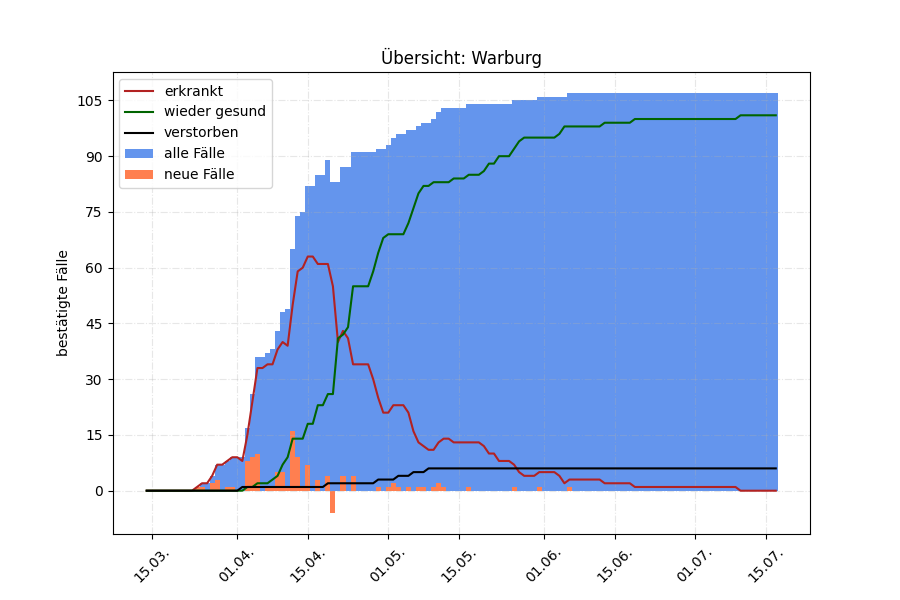 Übersicht: Warburg
erkrankt
wieder gesund
verstorben
alle Fälle
neue Fälle
bestätigte Fälle
105
90
75
60
45
30
15
0
15.03.
01.04.
15.04.
01.05.
15.05.
01.06.
15.06.
01.07.
15.07.